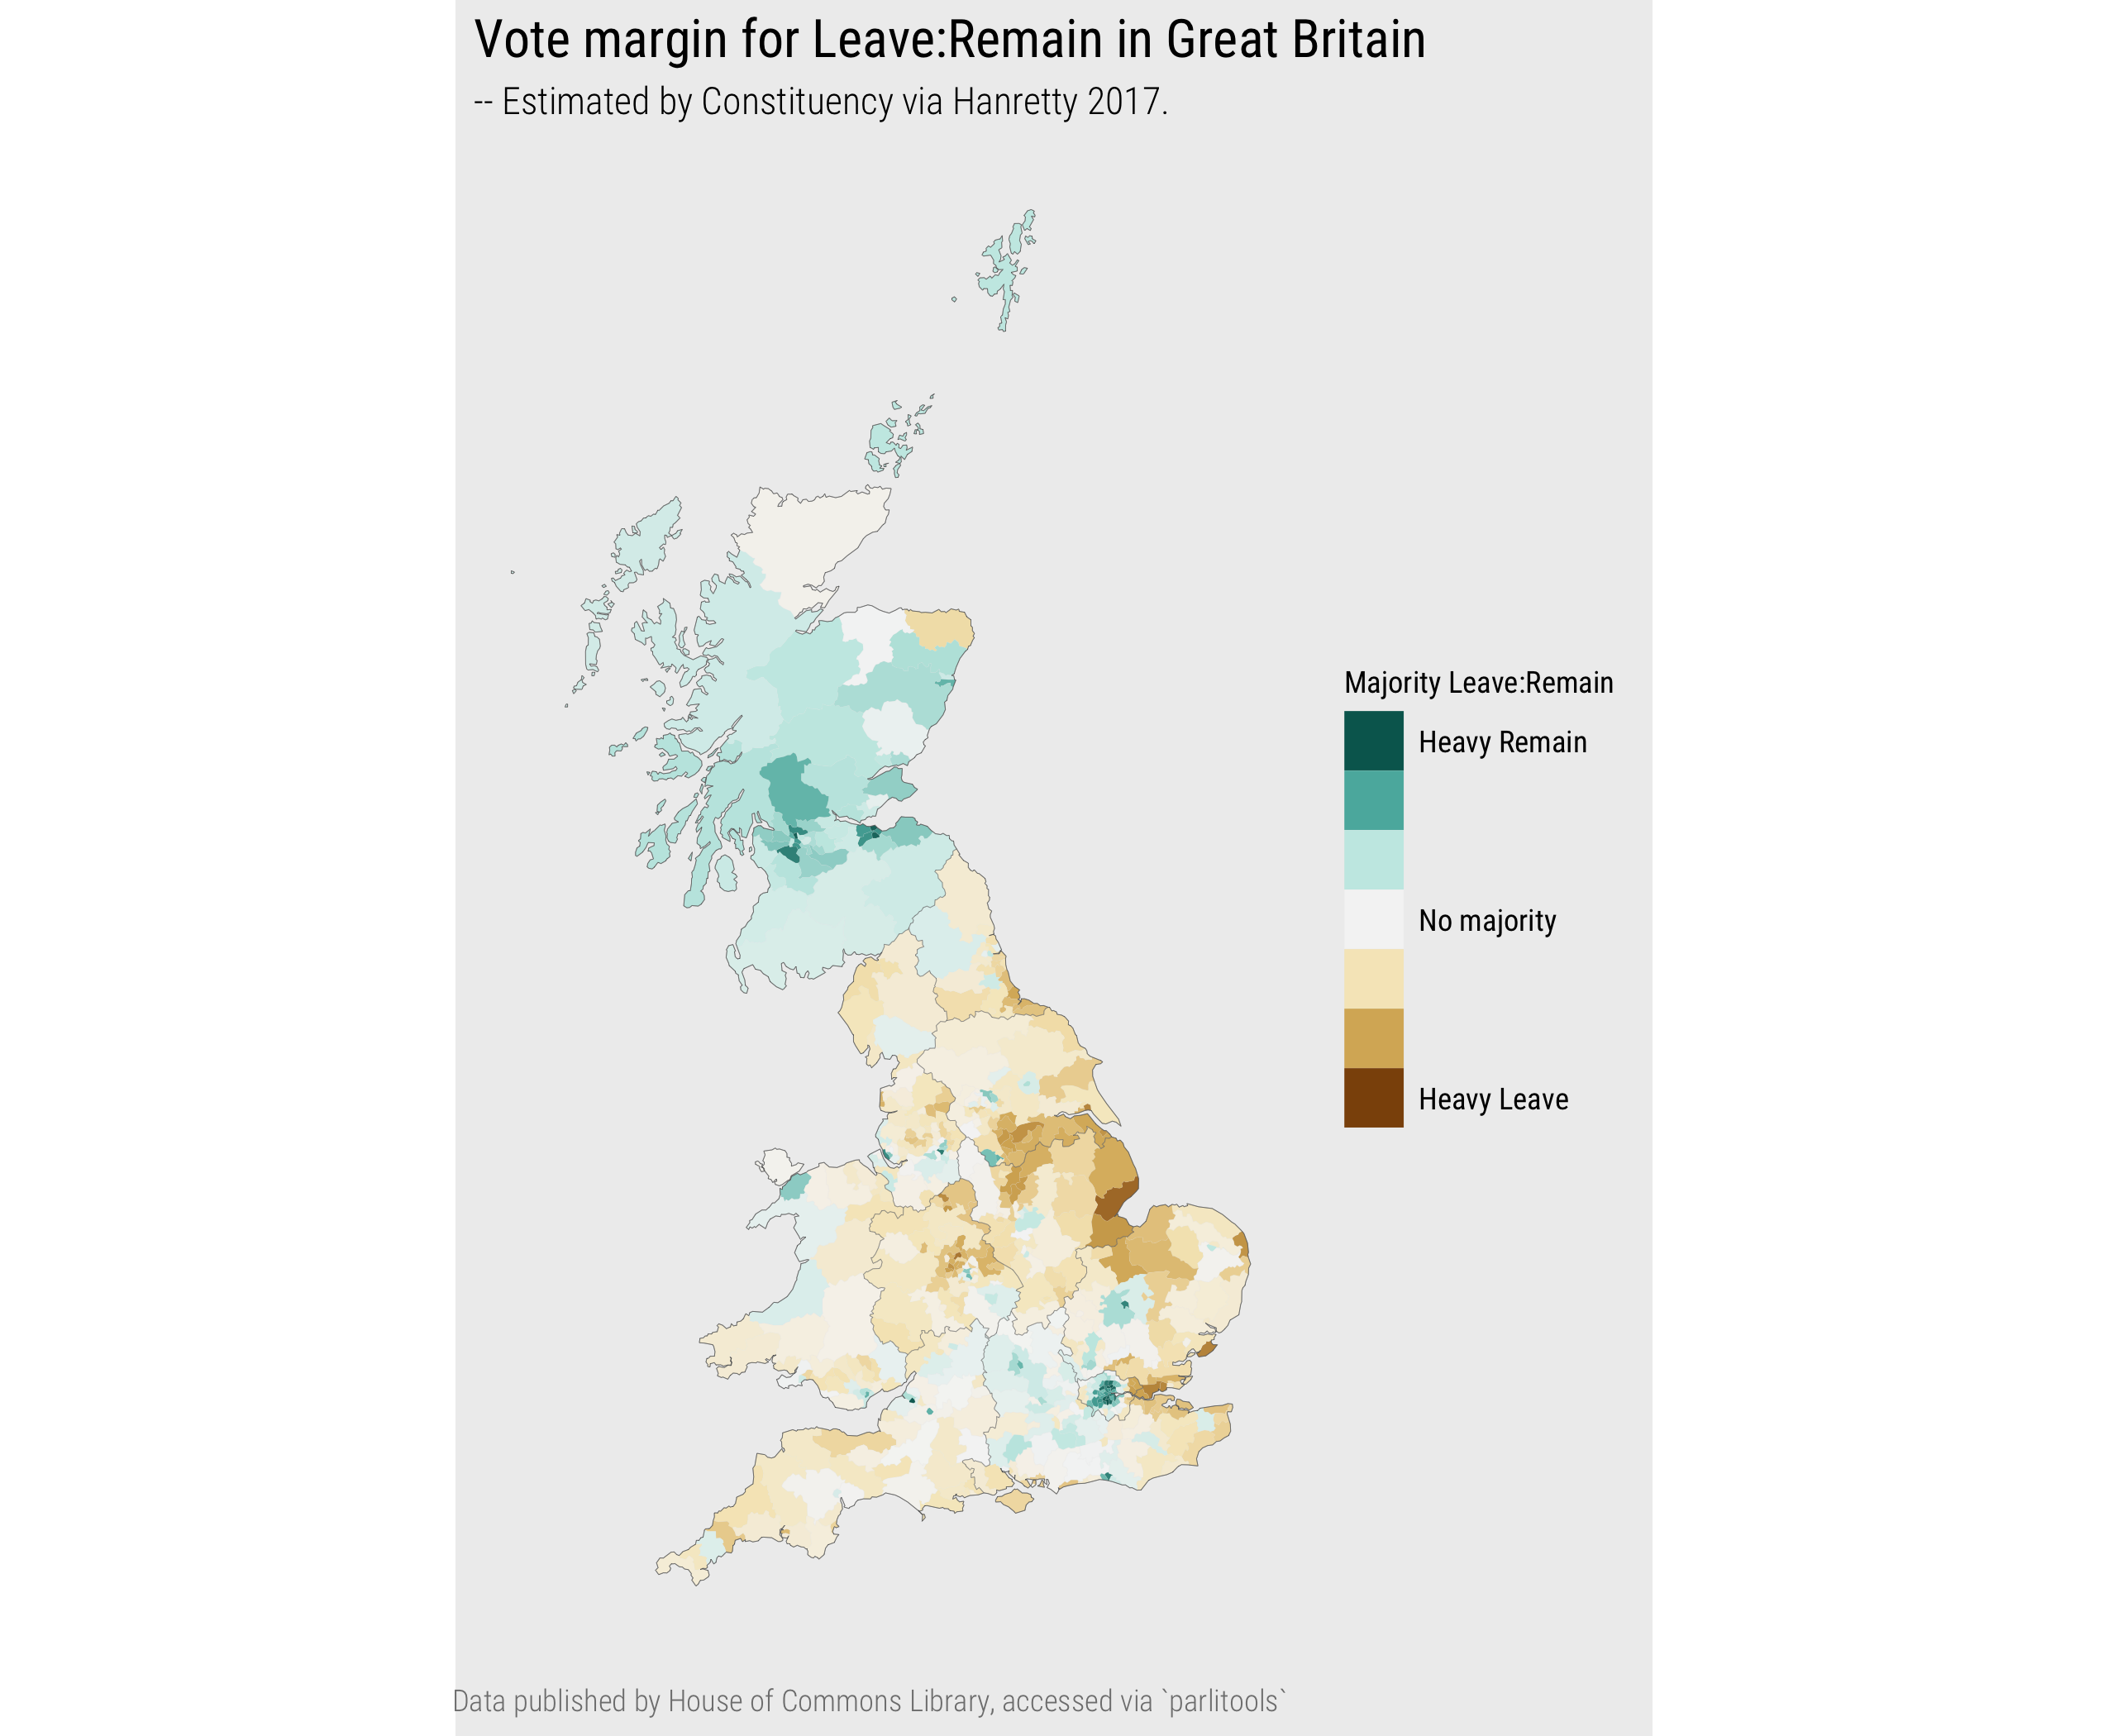 Vote margin for Leave:Remain in Great Britain
-- Estimated by Constituency via Hanretty 2017.
Majority Leave:Remain
Heavy Remain
No majority
Heavy Leave
Data published by House of Commons Library, accessed via `parlitools`